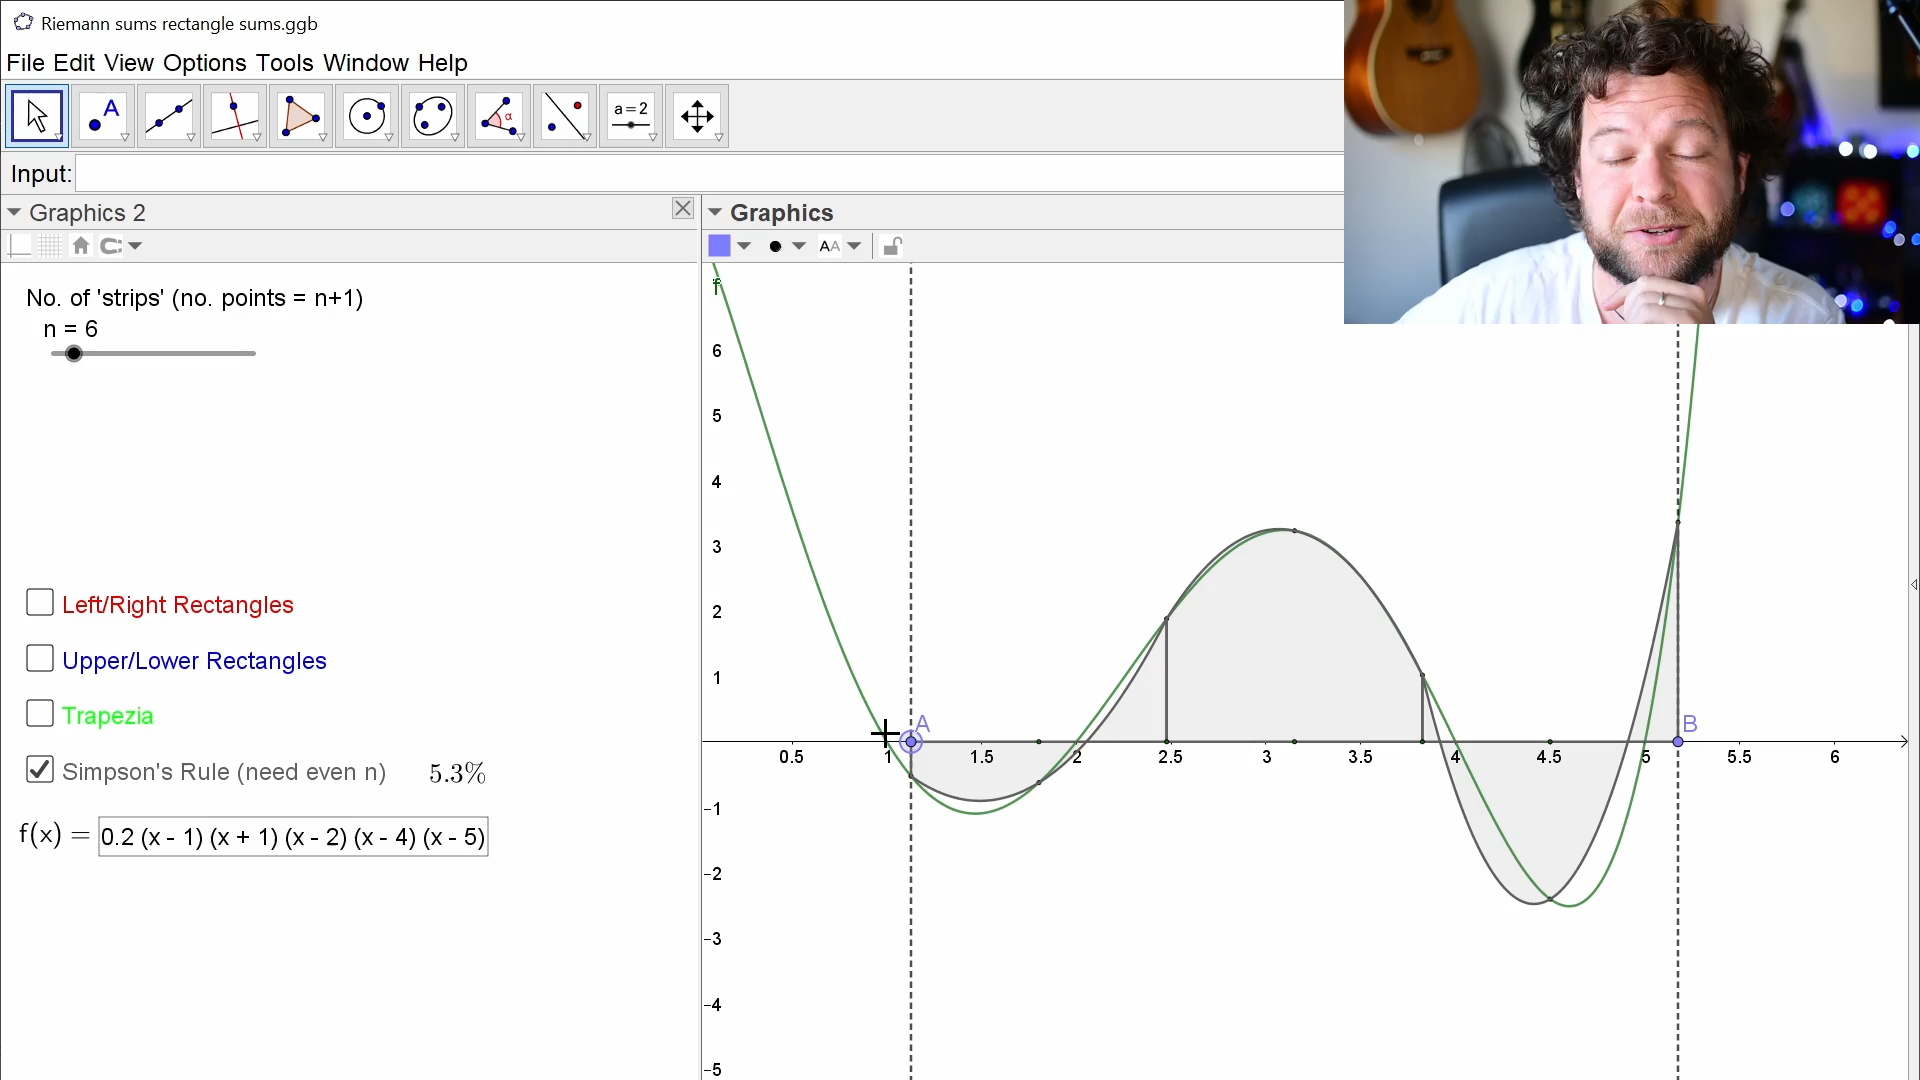 Riemann sums rectangle sums.ggb
File Edit View Options Tools Window Help
A
α
a=2
Input:
Graphics 2
Graphics
AA
No. of 'strips' (no. points = n+1)
n = 6
Left/Right Rectangles
Upper/Lower Rectangles
Trapezia
Simpson's Rule (need even n) 5.3%
f(x) = 0.2 (x - 1) (x + 1) (x - 2) (x - 4) (x - 5)
f
6
5
4
3
2
1
A B
0.5 1 1.5 2 2.5 3 3.5 4 4.5 5 5.5 6
-1
-2
-3
-4
-5